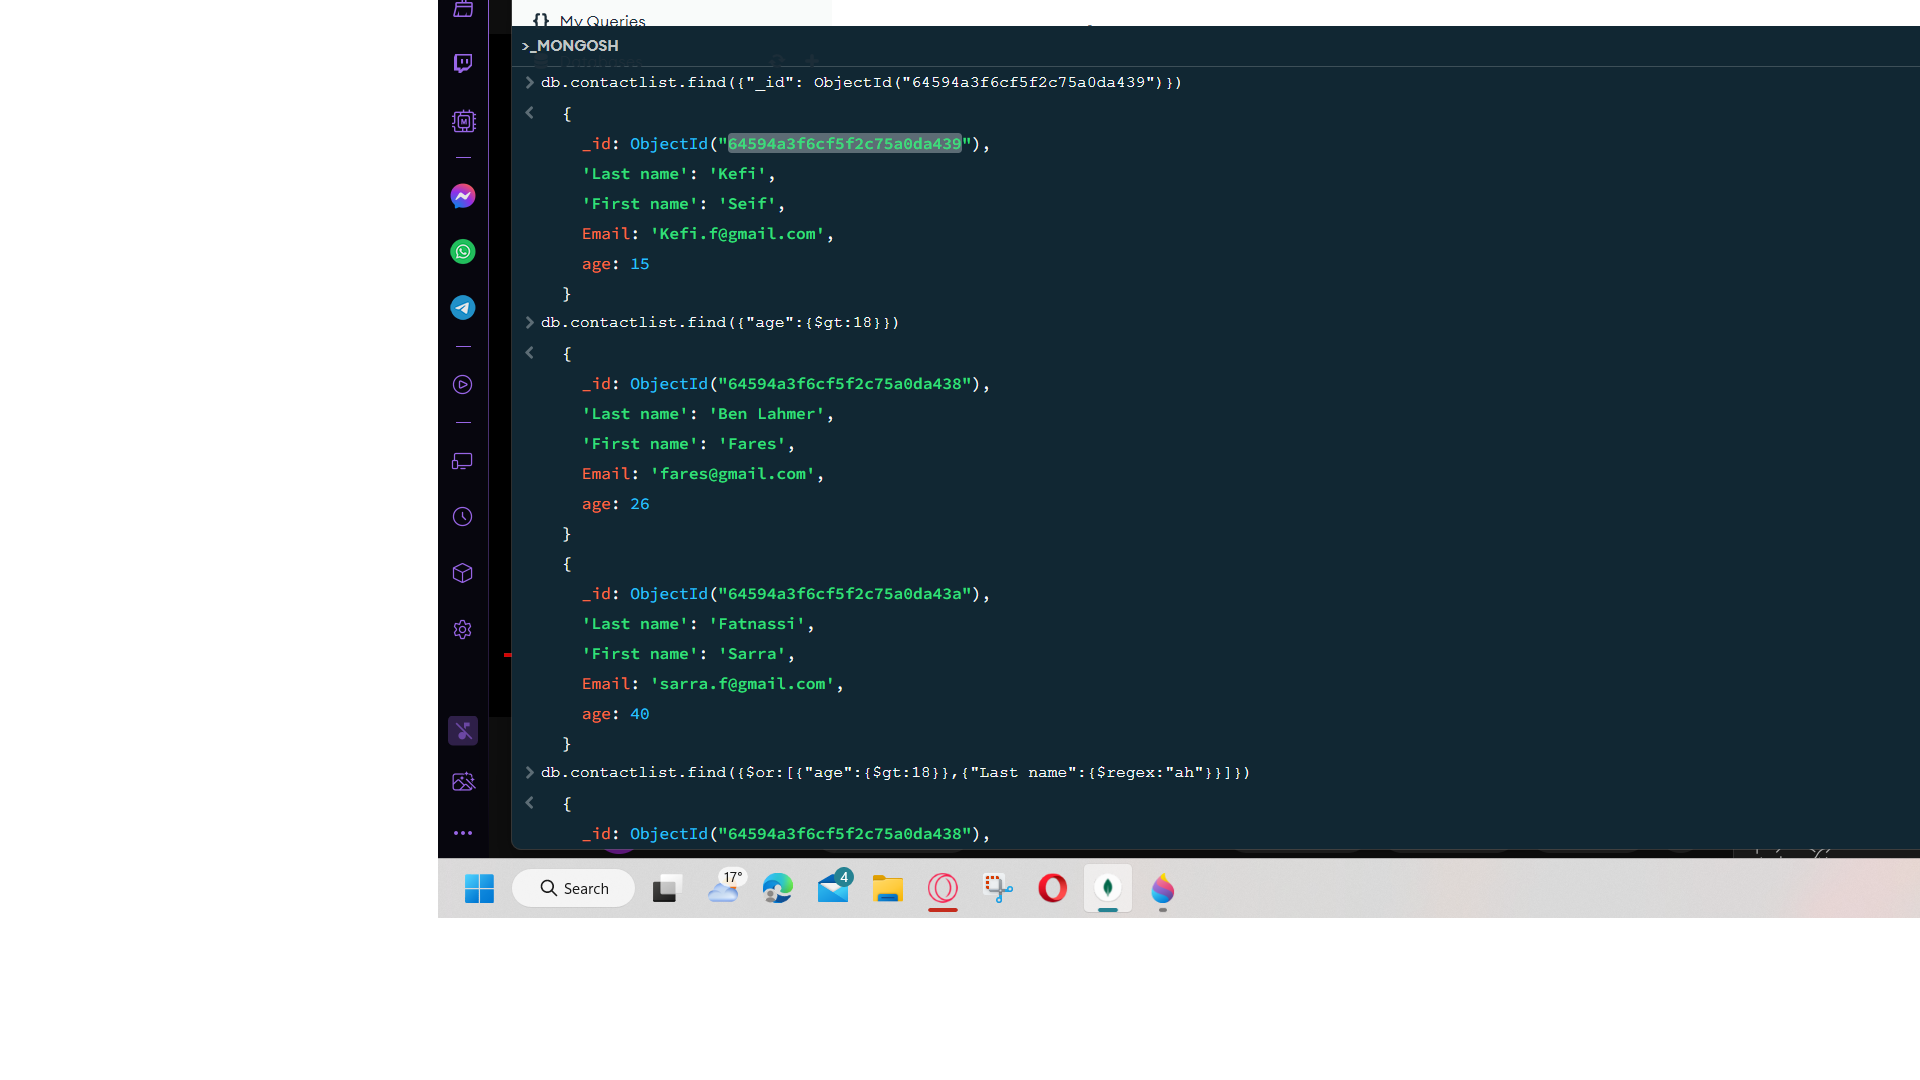 {} My Queries
>_MONGOSH
db.contactlist.find({"_id": ObjectId("64594a3f6cf5f2c75a0da439")})
{
_id: ObjectId("64594a3f6cf5f2c75a0da439"),
'Last name': 'Kefi',
'First name': 'Seif',
Email: 'Kefi.f@gmail.com',
age: 15
}
db.contactlist.find({"age":{$gt:18}})
{
_id: ObjectId("64594a3f6cf5f2c75a0da438"),
'Last name': 'Ben Lahmer',
'First name': 'Fares',
Email: 'fares@gmail.com',
age: 26
}
{
_id: ObjectId("64594a3f6cf5f2c75a0da43a"),
'Last name': 'Fatnassi',
'First name': 'Sarra',
Email: 'sarra.f@gmail.com',
age: 40
}
db.contactlist.find({$or:[{"age":{$gt:18}},{"Last name":{$regex:"ah"}}]})
{
_id: ObjectId("64594a3f6cf5f2c75a0da438"),
Search
17°
4